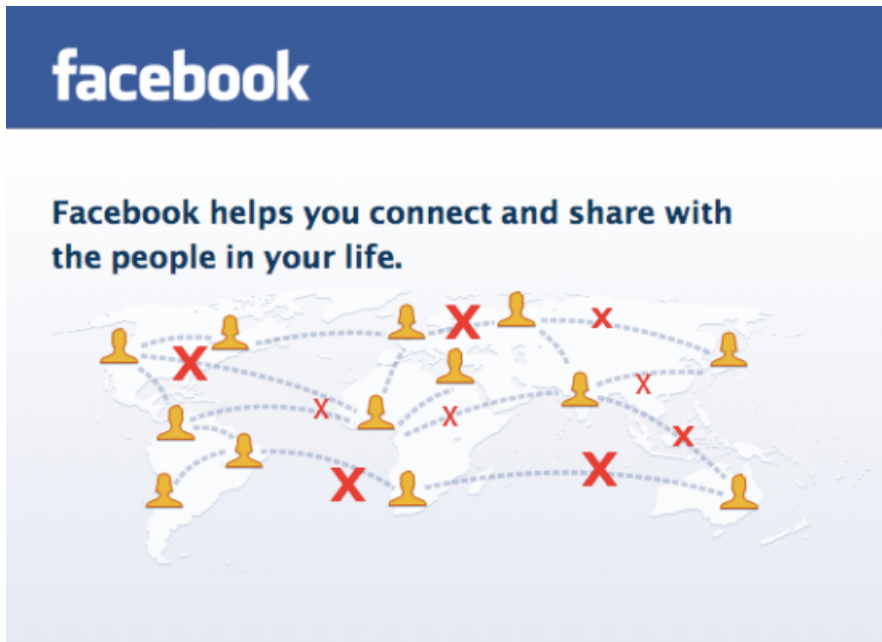 facebook
Facebook helps you connect and share with
the people in your life.
X
X
X
X
X
X
X
X
X